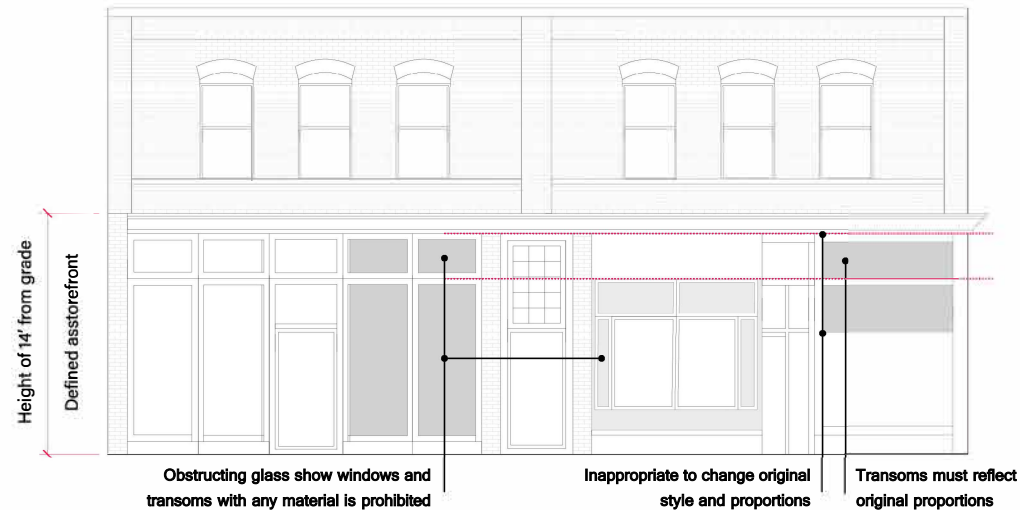 Height of 14' from grade
Defined asstorefront
Obstructing glass show windows and
transoms with any material is prohibited
Inappropriate to change original
style and proportions
Transoms must reflect
original proportions